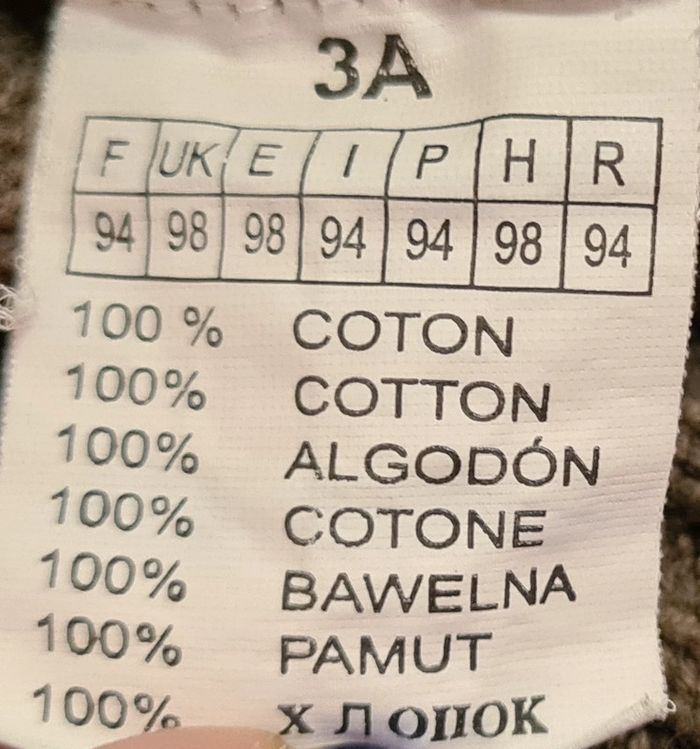 3A
F UK E I P H R
94 98 98 94 94 98 94
100 % COTON
100% COTTON
100% ALGODÓN
100% COTONE
100% BAWELNA
100% PAMUT
100% ХЛОПОК